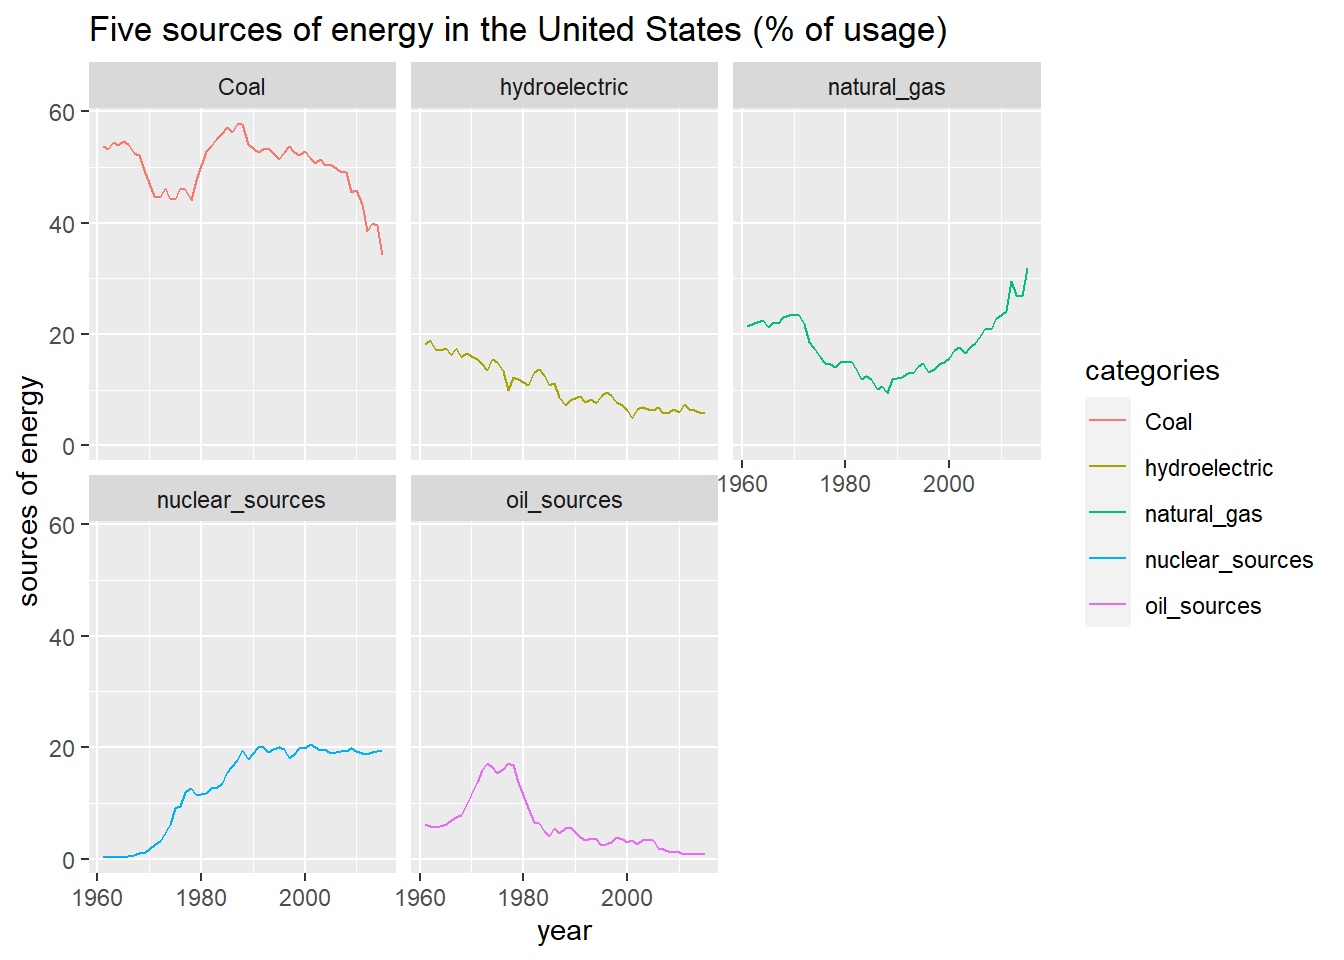 Five sources of energy in the United States (% of usage)
Coal
hydroelectric
natural_gas
60
40
20
0
1960
1980
2000
nuclear_sources
oil_sources
60
40
20
0
1960
1980
2000
1960
1980
2000
sources of energy
year
categories
Coal
hydroelectric
natural_gas
nuclear_sources
oil_sources